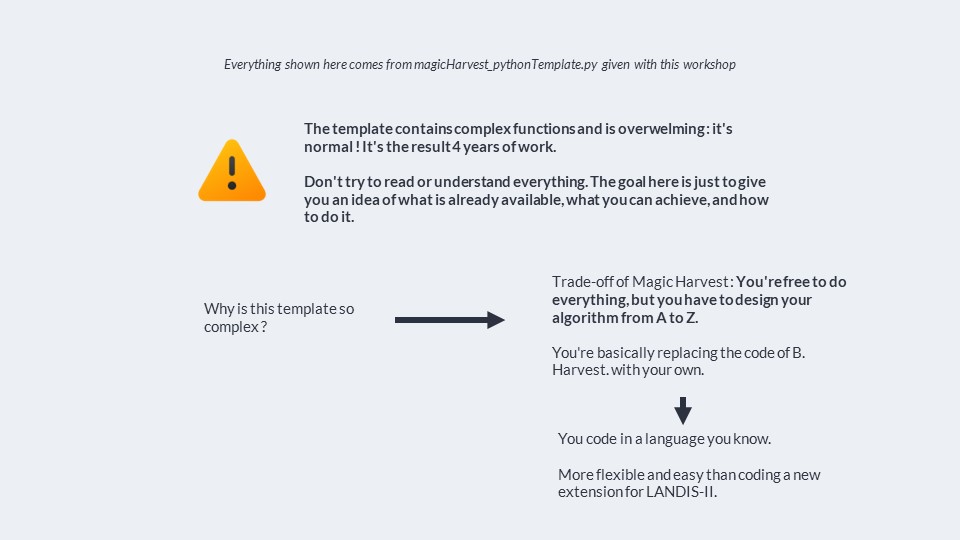 Everything shown here comes from magicHarvest_pythonTemplate.py given with this workshop
The template contains complex functions and is overwelming : it's
normal ! It's the result 4 years of work.
Don't try to read or understand everything. The goal here is just to give
you an idea of what is already available, what you can achieve, and how
to do it.
Why is this template so
complex ?
Trade-off of Magic Harvest : You're free to do
everything, but you have to design your
algorithm from A to Z.
You're basically replacing the code of B.
Harvest. with your own.
You code in a language you know.
More flexible and easy than coding a new
extension for LANDIS-II.